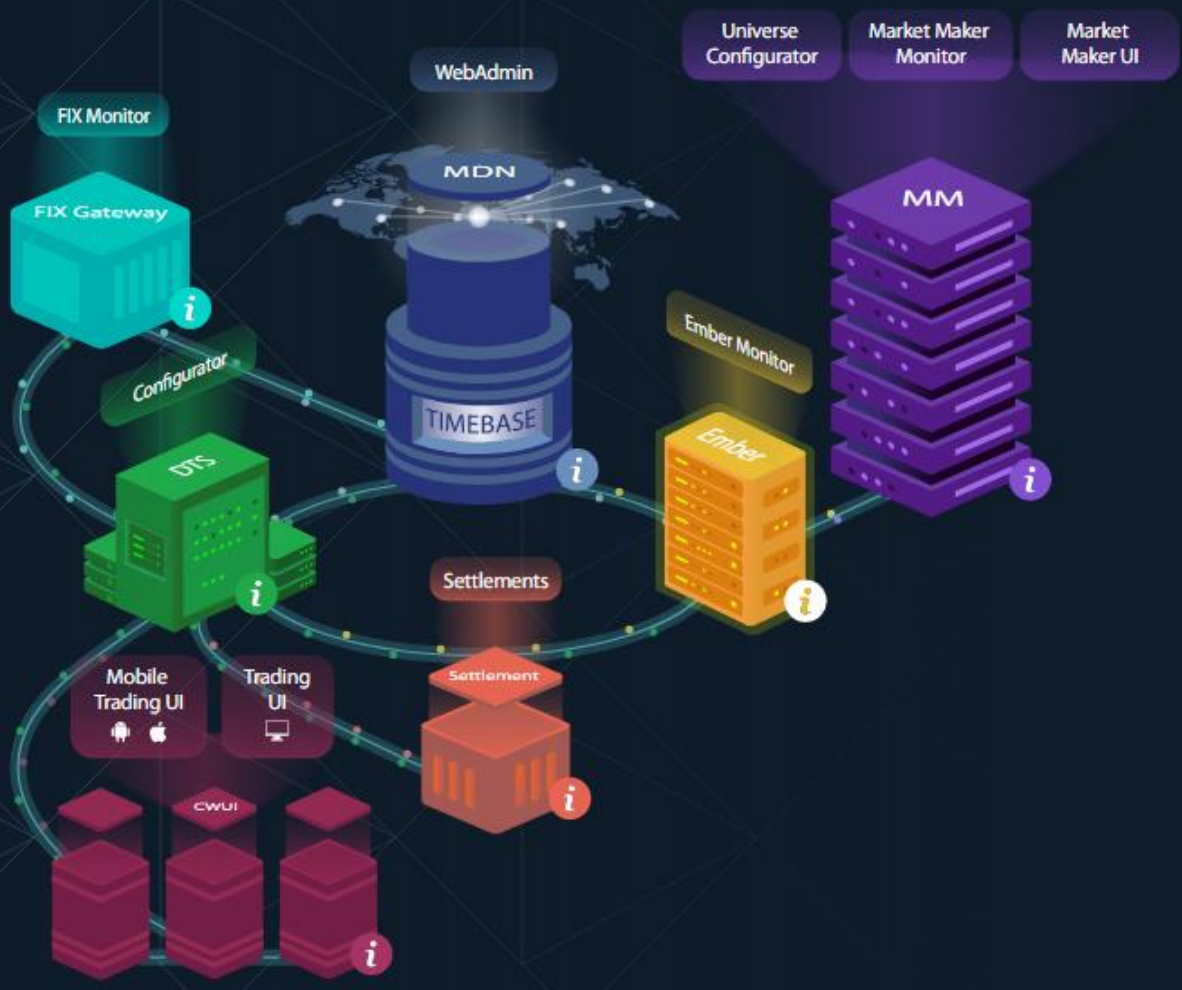 Universe
Configurator
Market Maker
Monitor
Market
Maker UI
WebAdmin
FIX Monitor
MDN
MM
FIX Gateway
i
Ember Monitor
Configurator
TIMEBASE
Ember
i
DTS
i
i
Settlements
i
Settlement
Mobile
Trading UI
Trading
UI
CWUI
i
i